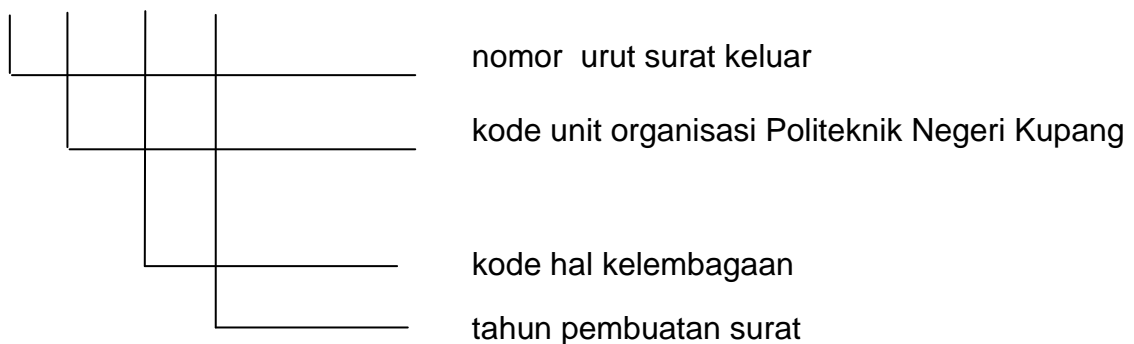 nomor urut surat keluar
kode unit organisasi Politeknik Negeri Kupang
kode hal kelembagaan
tahun pembuatan surat